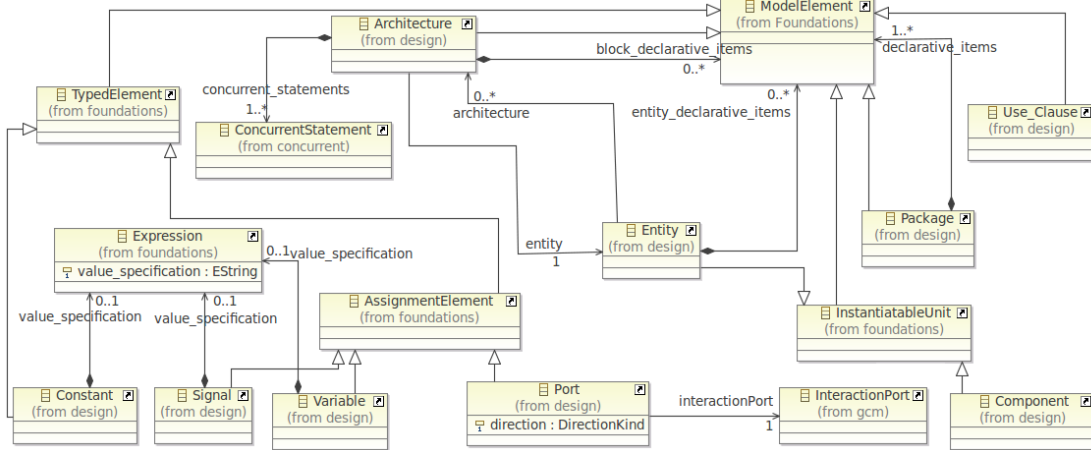 ModelElement
(from Foundations)
Architecture
(from design)
block_declarative_items
0..*
1..*
declarative_items
concurrent_statements
1..*
0..*
architecture
0..*
entity_declarative_items
TypedElement
(from foundations)
ConcurrentStatement
(from concurrent)
Use_Clause
(from design)
Expression
(from foundations)
value_specification : EString
0..1
value_specification
entity
1
Entity
(from design)
Package
(from design)
0..1
value_specification
0..1
value_specification
AssignmentElement
(from foundations)
InstantiatableUnit
(from foundations)
Constant
(from design)
Signal
(from design)
Variable
(from design)
Port
(from design)
direction : DirectionKind
interactionPort
1
InteractionPort
(from gcm)
Component
(from design)